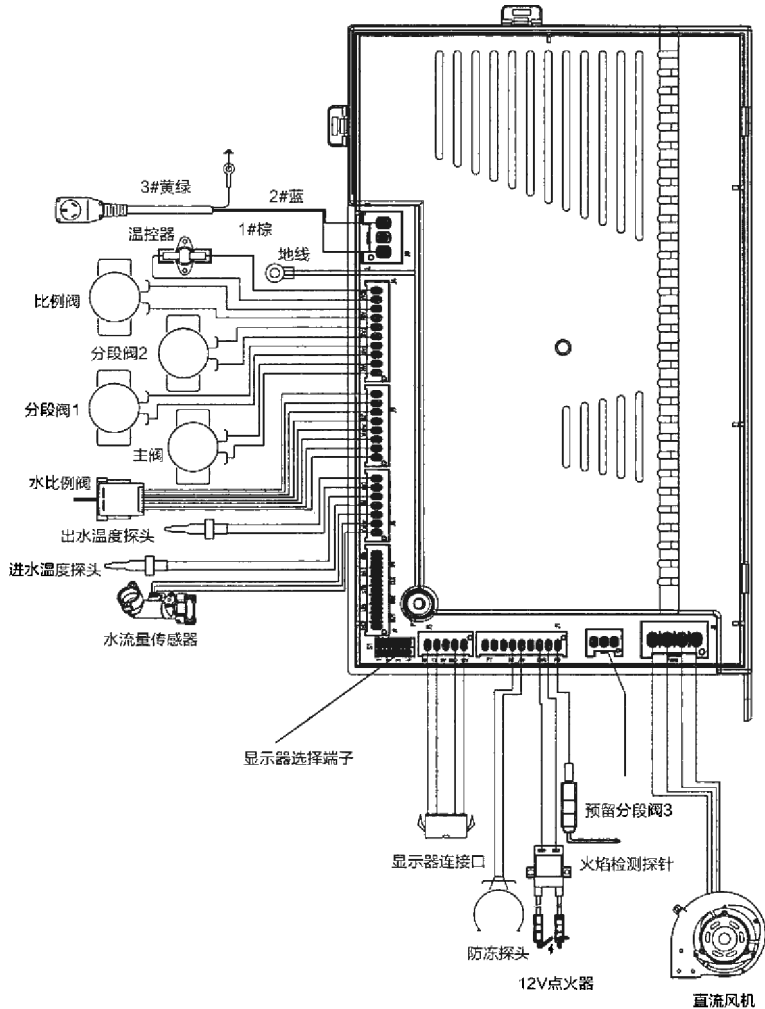 3#黄绿
2#蓝
1#棕
温控器
地线
比例阀
分段阀2
分段阀1
主阀
水比例阀
出水温度探头
进水温度探头
水流量传感器
显示器选择端子
预留分段阀3
显示器连接口
火焰检测探针
防冻探头
12V点火器
直流风机